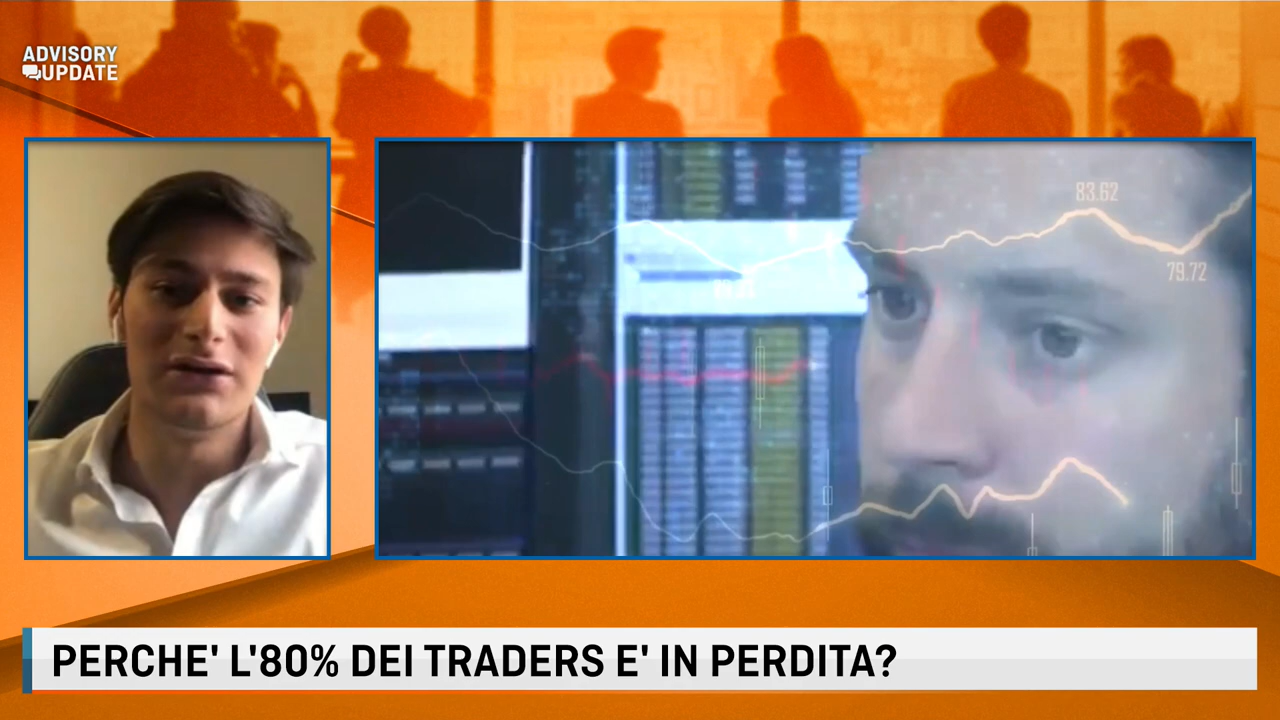 ADVISORY
UPDATE
83.62
79.72
PERCHE' L'80% DEI TRADERS E' IN PERDITA?